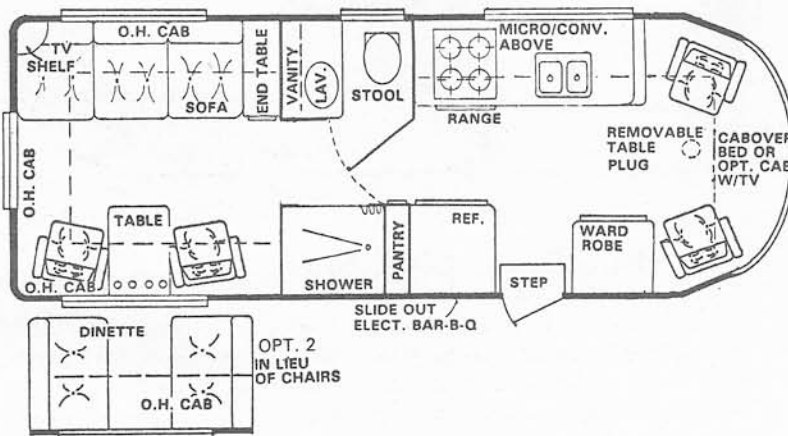 O.H. CAB
TV
SHELF
SOFA
END TABLE
VANITY
LAV.
STOOL
MICRO/CONV.
ABOVE
RANGE
REMOVABLE
TABLE
PLUG
CABOVER
BED OR
OPT. CAB
W/TV
O.H. CAB
TABLE
O.H. CAB
SHOWER
PANTRY
REF.
WARD
ROBE
STEP
SLIDE OUT
ELECT. BAR-B-Q
DINETTE
O.H. CAB
OPT. 2
IN LIEU
OF CHAIRS